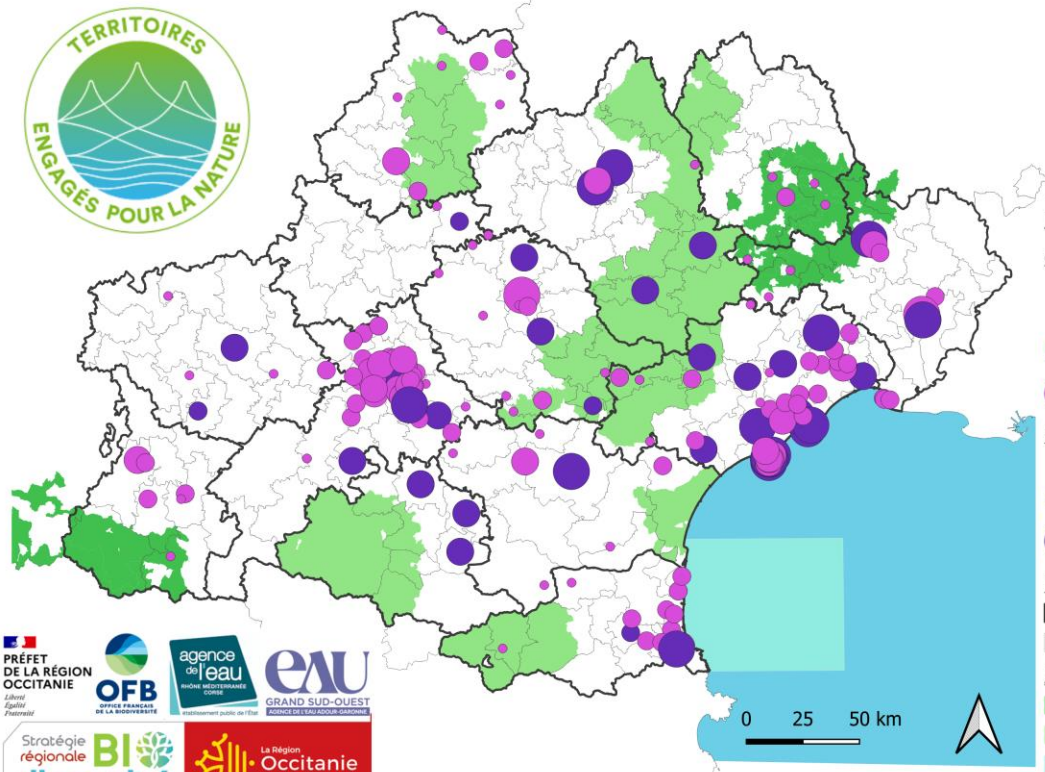 TERRITOIRES
ENGAGÉS POUR LA NATURE
PRÉFET
DE LA RÉGION
OCCITANIE
Liberté
Égalité
Fraternité
OFB
OFFICE FRANÇAIS
DE LA BIODIVERSITÉ
agence
de l'eau
RHÔNE MÉDITERRANÉE
CORSE
établissement public de l'État
eau
GRAND SUD-OUEST
AGENCE DE L'EAU ADOUR-GARONNE
Stratégie
régionale
BI
La Région
Occitanie
0 25 50 km